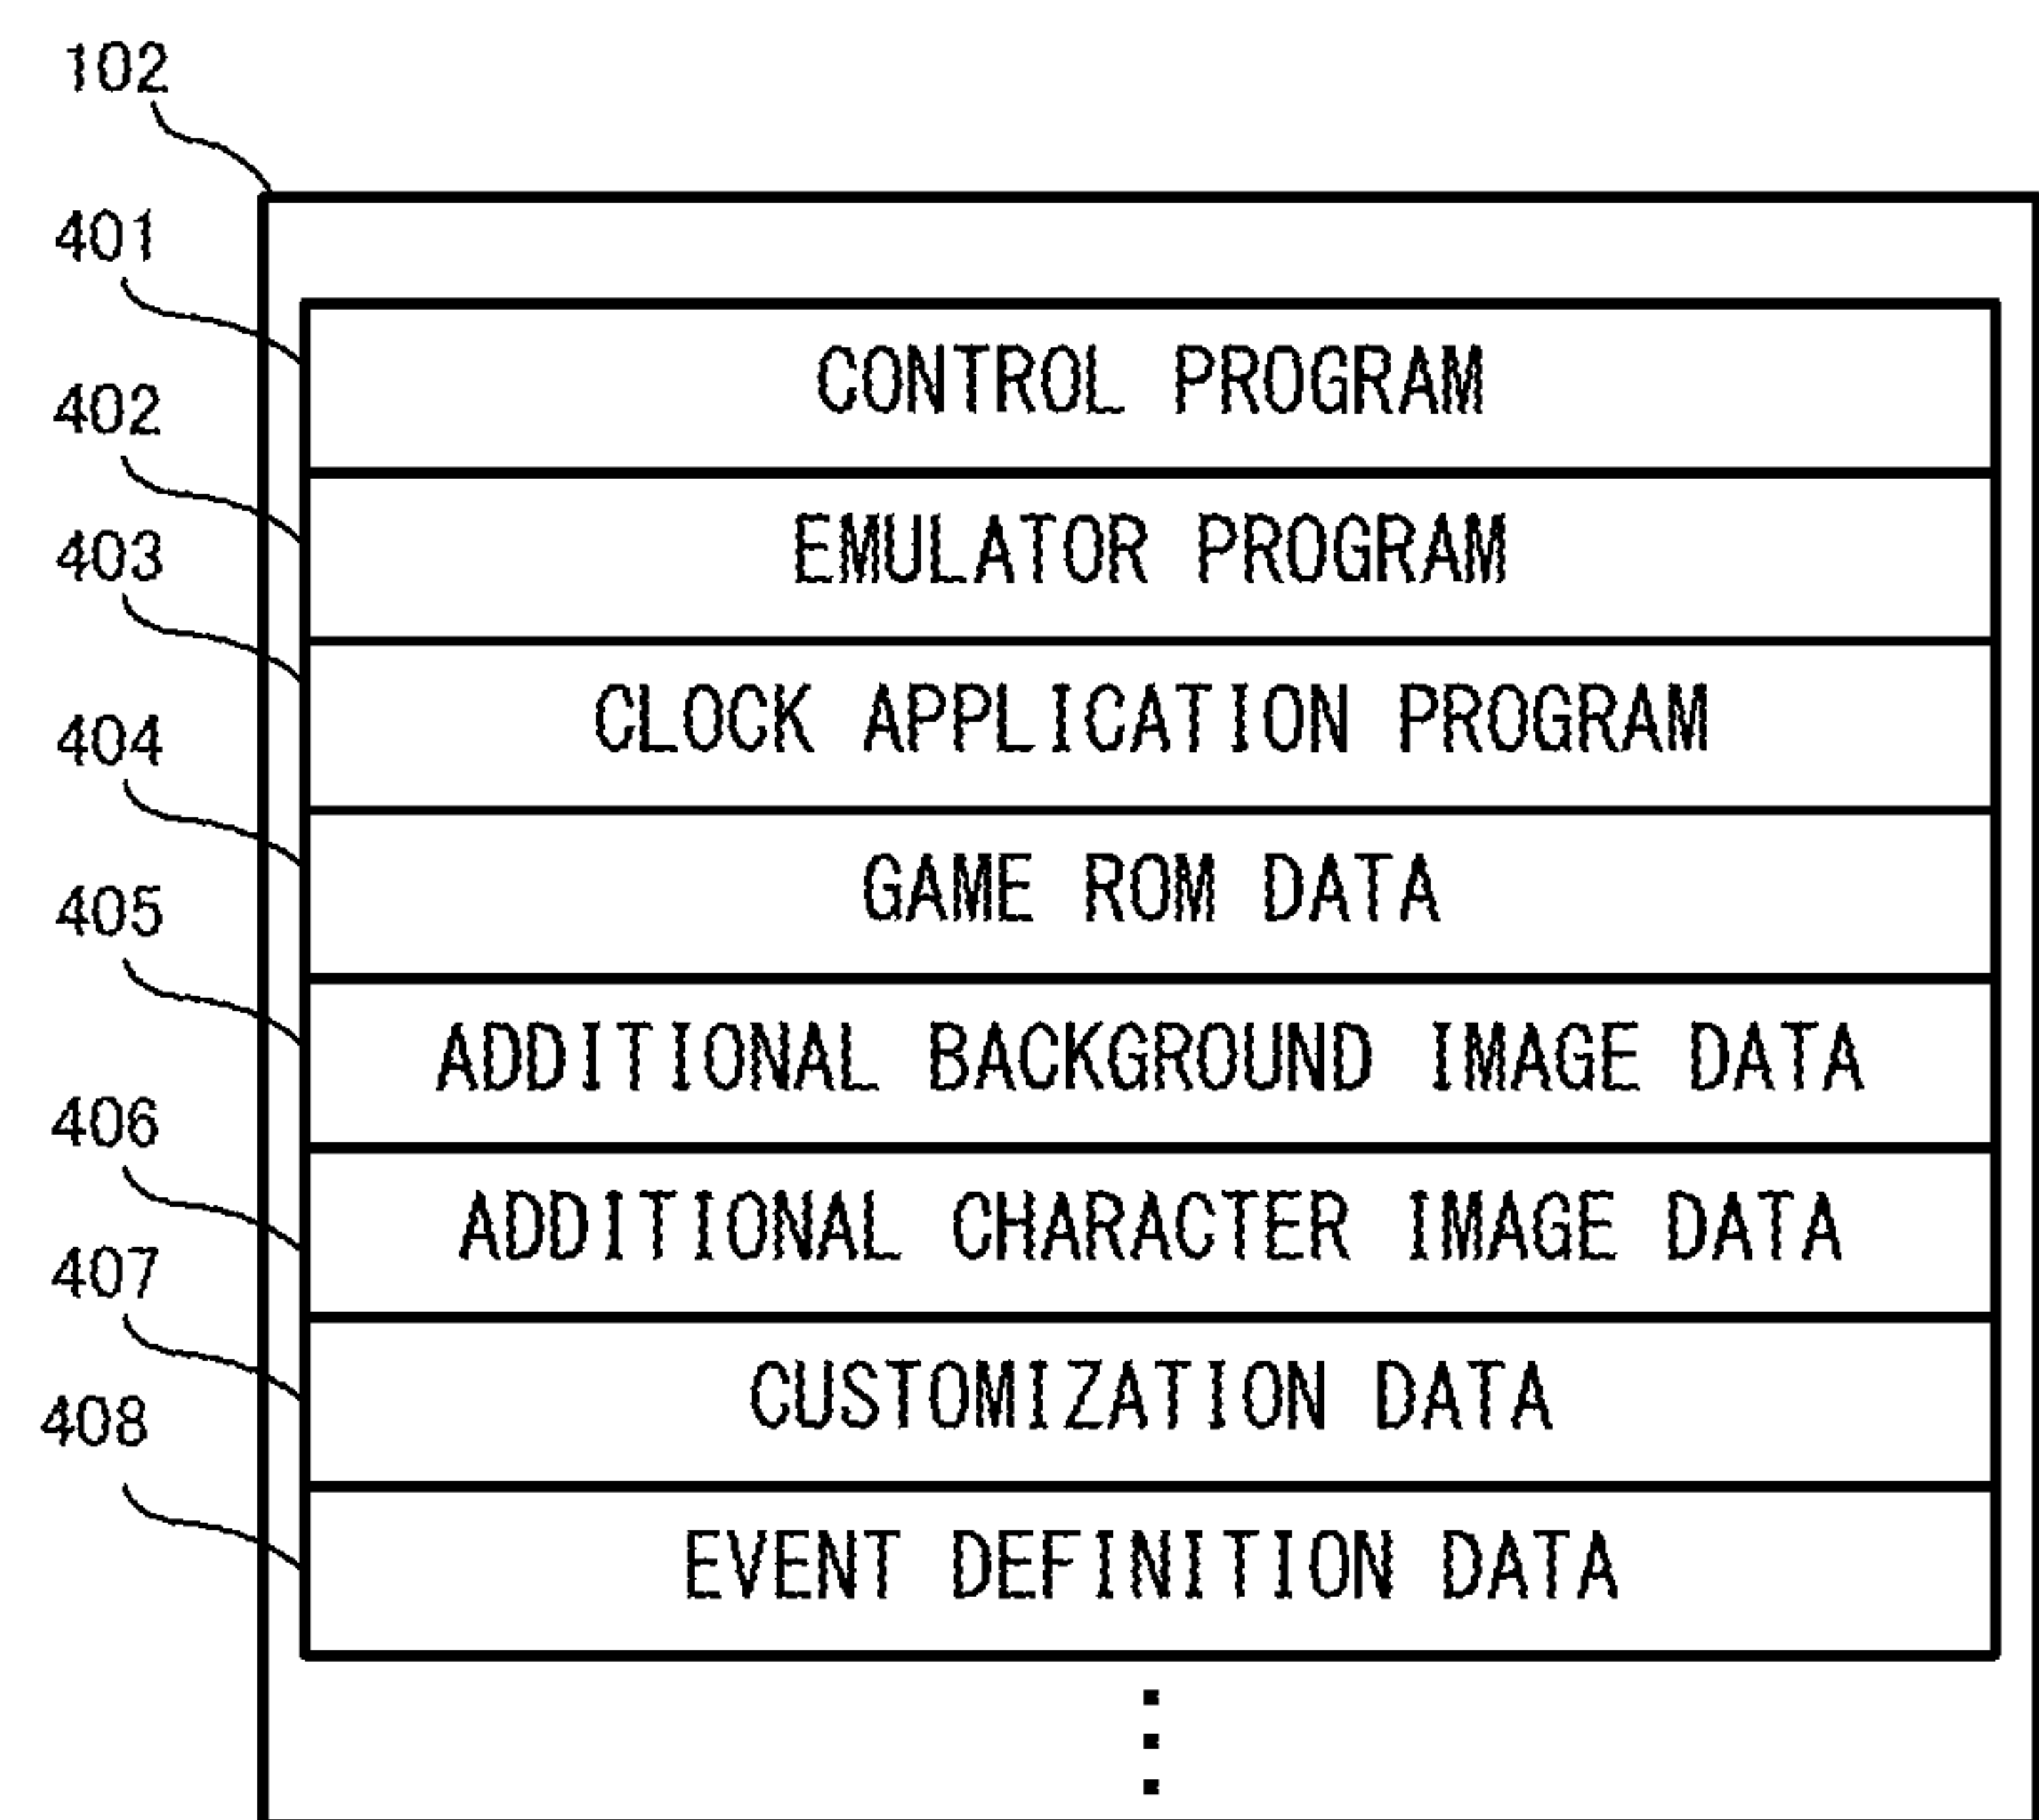 102
401
CONTROL PROGRAM
402
EMULATOR PROGRAM
403
CLOCK APPLICATION PROGRAM
404
GAME ROM DATA
405
ADDITIONAL BACKGROUND IMAGE DATA
406
ADDITIONAL CHARACTER IMAGE DATA
407
CUSTOMIZATION DATA
408
EVENT DEFINITION DATA